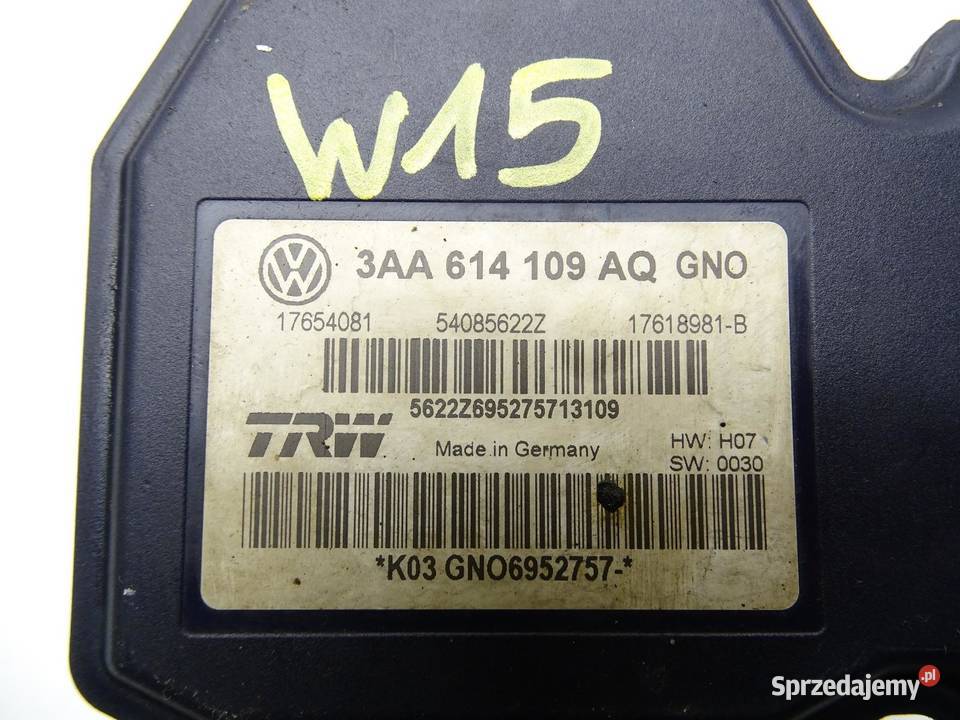 W15
3AA 614 109 AQ GNO
17654081 54085622Z 17618981-B
5622Z695275713109
TRW Made in Germany HW: H07
SW: 0030
*K03 GNO6952757-*
Sprzedajemy.pl